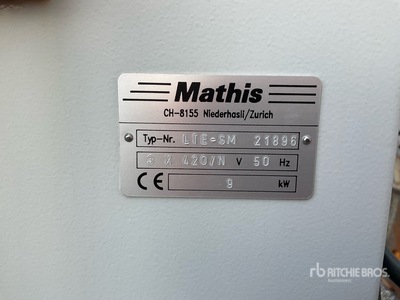 Mathis
CH-8155 Niederhasli/Zurich
Typ-Nr. LTE-SM 21896
3 X 420/N V 50 Hz
CE 9 kW
rb RITCHIE BROS.